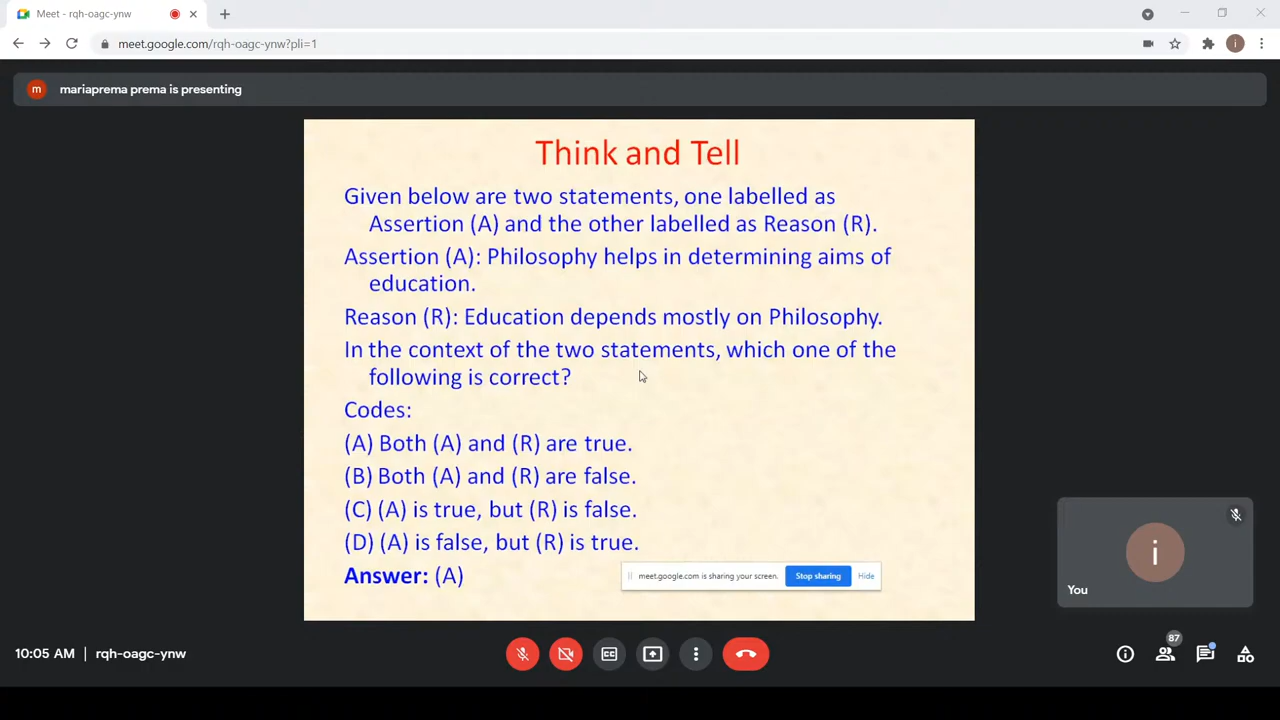 Meet - rqh-oagc-ynw
meet.google.com/rqh-oagc-ynw?pli=1
i
m
mariaprema prema is presenting
Think and Tell
Given below are two statements, one labelled as
Assertion (A) and the other labelled as Reason (R).
Assertion (A): Philosophy helps in determining aims of
education.
Reason (R): Education depends mostly on Philosophy.
In the context of the two statements, which one of the
following is correct?
Codes:
(A) Both (A) and (R) are true.
(B) Both (A) and (R) are false.
(C) (A) is true, but (R) is false.
(D) (A) is false, but (R) is true.
Answer: (A)
meet.google.com is sharing your screen.
Stop sharing
Hide
i
You
10:05 AM | rqh-oagc-ynw
CC
87